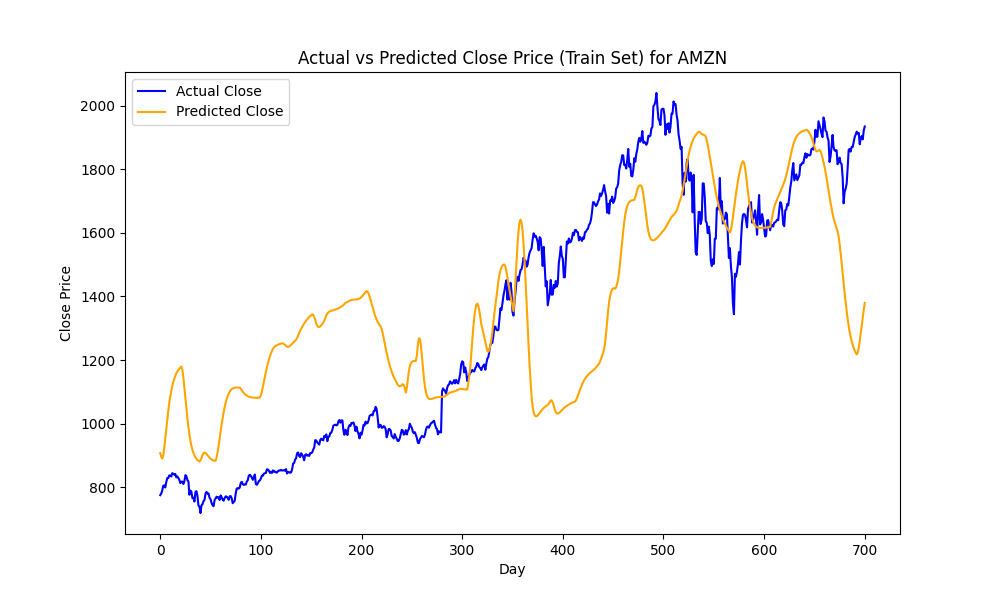 Actual vs Predicted Close Price (Train Set) for AMZN
Actual Close
Predicted Close
Close Price
2000
1800
1600
1400
1200
1000
800
0 100 200 300 400 500 600 700
Day